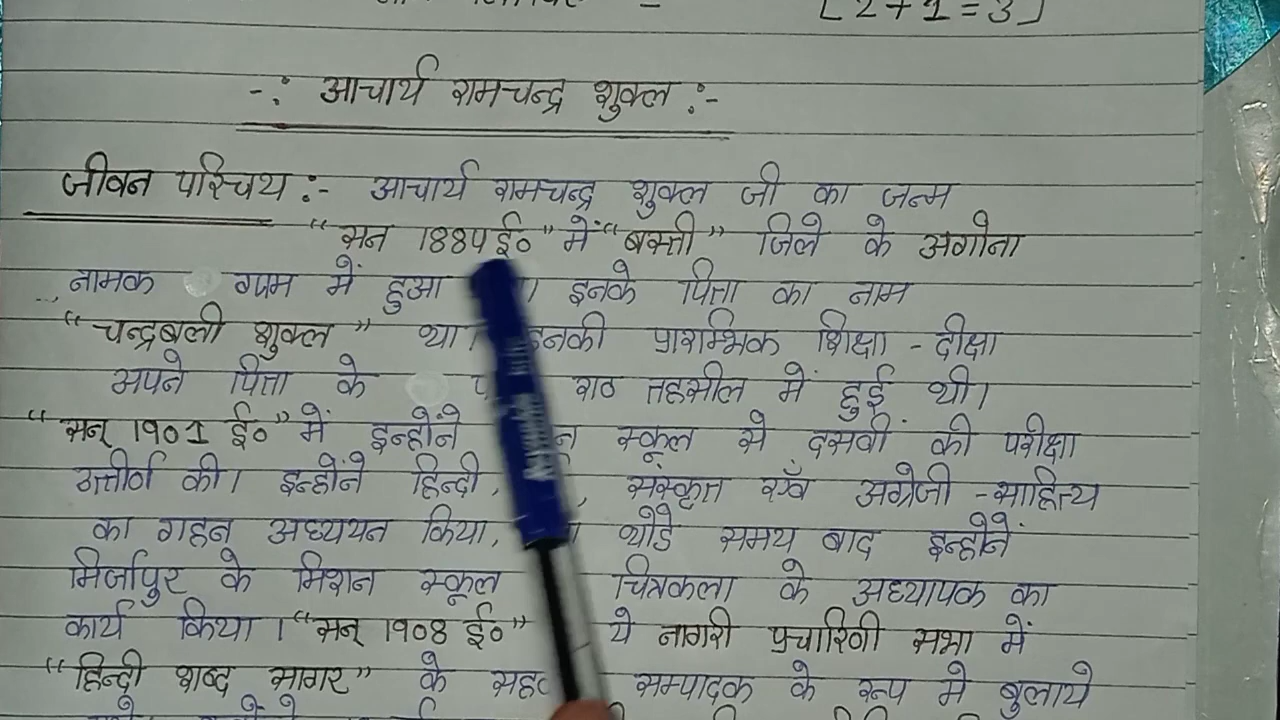 [2+1=3]
-: आचार्य रामचन्द्र शुक्ल :-
जीवन परिचय :- आचार्य रामचन्द्र शुक्ल जी का जन्म
“सन 1884 ई०” में “बस्ती” जिले के अगोना
नामक ग्राम में हुआ इनके पिता का नाम
“चन्द्रबली शुक्ल” था। इनकी प्रारम्भिक शिक्षा - दीक्षा
अपने पिता के राठ तहसील में हुई थी।
“सन् 1901 ई०” में इन्होंने स्कूल से दसवीं की परीक्षा
उत्तीर्ण की। इन्होंने हिन्दी, संस्कृत एवं अग्रेजी - साहित्य
का गहन अध्ययन किया, थोडे समय बाद इन्होनें
मिर्जापुर के मिशन स्कूल चित्रकला के अध्यापक का
कार्य किया। “सन् 1908 ई०” ये नागरी प्रचारिणी सभा में
“हिन्दी शब्द सागर” के सम्पादक के रूप मे बुलाये